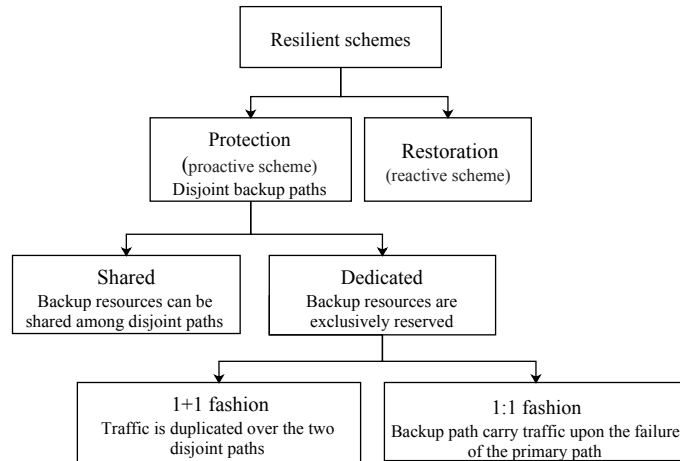 Resilient schemes
Protection
(proactive scheme)
Disjoint backup paths
Restoration
(reactive scheme)
Shared
Backup resources can be
shared among disjoint paths
Dedicated
Backup resources are
exclusively reserved
1+1 fashion
Traffic is duplicated over the two
disjoint paths
1:1 fashion
Backup path carry traffic upon the failure
of the primary path